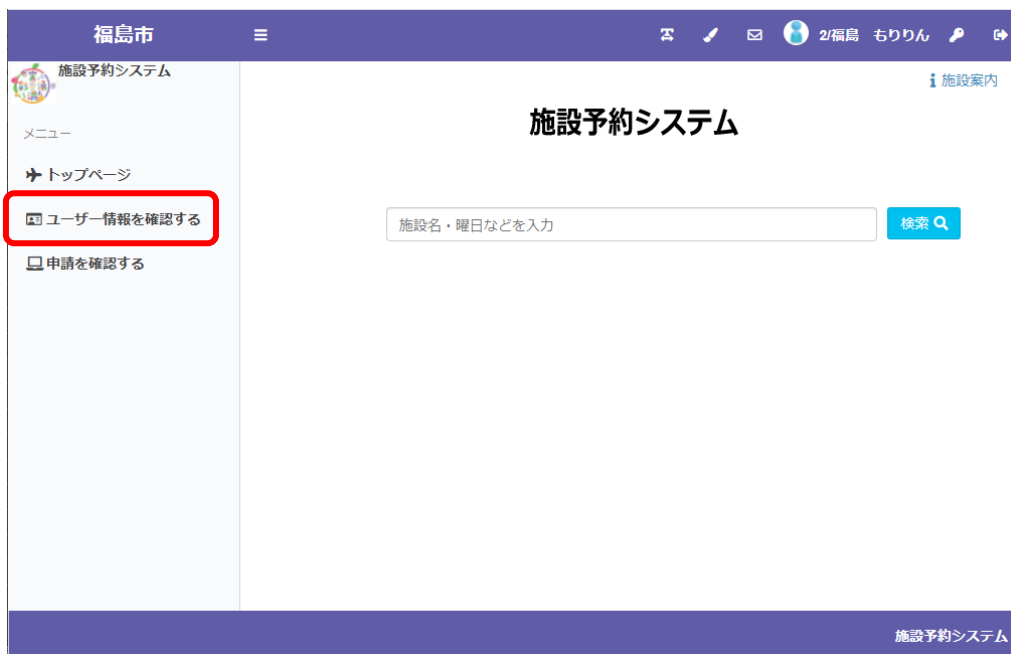 福島市
2/福島 もりりん
施設予約システム
施設案内
メニュー
施設予約システム
トップページ
ユーザー情報を確認する
施設名・曜日などを入力
検索
申請を確認する
施設予約システム